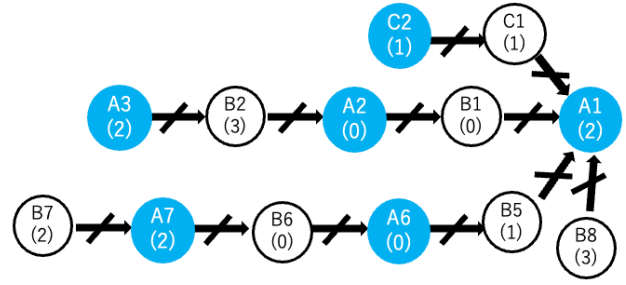 C2
(1)
C1
(1)
A3
(2)
B2
(3)
A2
(0)
B1
(0)
A1
(2)
B7
(2)
A7
(2)
B6
(0)
A6
(0)
B5
(1)
B8
(3)